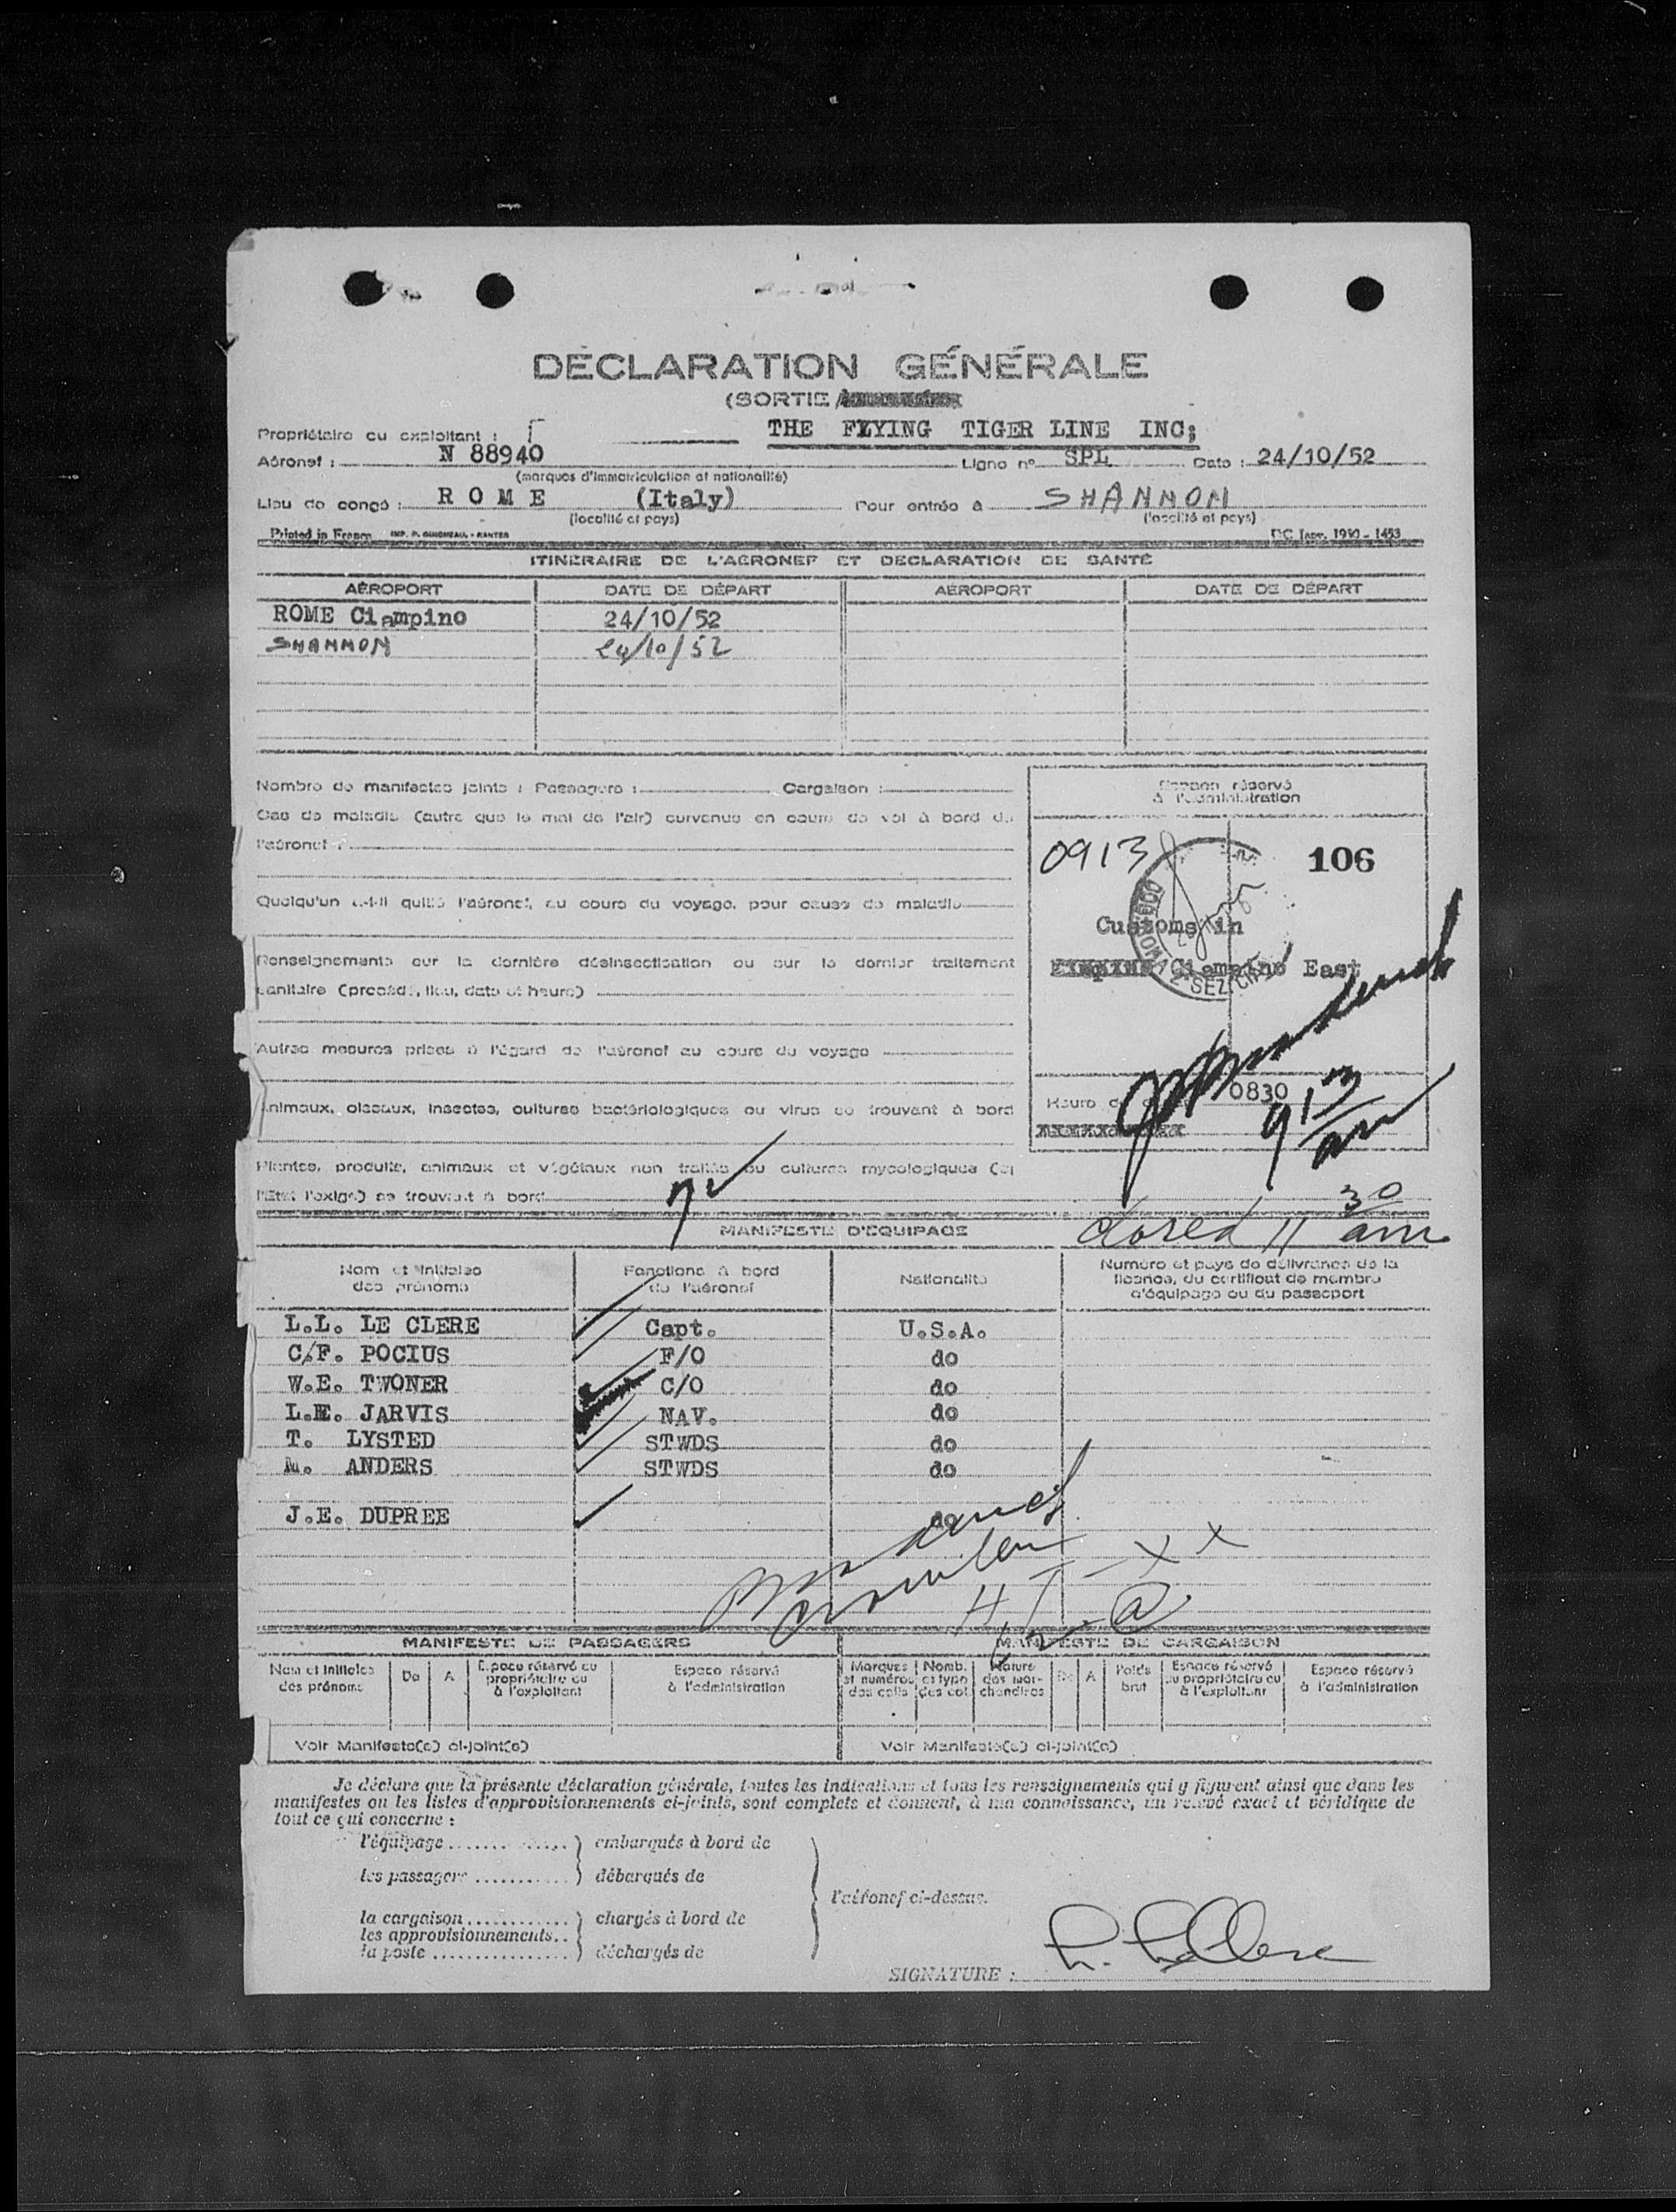 DÉCLARATION GÉNÉRALE
(SORTIE
Propriétaire ou exploitant : THE FLYING TIGER LINE INC;
Aéronef : N 88940 Ligne n° SPL Date : 24/10/52
(marques d'immatriculation et nationalité)
Lieu de congé : ROME (Italy) Pour entrée à SHANNON
(localité et pays) (localité et pays)
Printed in France IMP. P. - NANTES 1950 - 1453
ITINÉRAIRE DE L'AÉRONEF ET DÉCLARATION DE SANTÉ
AÉROPORT DATE DE DÉPART AÉROPORT DATE DE DÉPART
ROME Ciampino 24/10/52
SHANNON 24/10/52
Nombre de manifestes joints : Passagers : Cargaison :
Espace réservé
à l'administration
Cas de maladie (autre que le mal de l'air) survenus en cours de vol à bord de
l'aéronef :
0913 106
Quelqu'un a-t-il quitté l'aéronef, au cours du voyage, pour cause de maladie
Customs in
Renseignements sur la dernière désinsectisation ou sur le dernier traitement
sanitaire (procédé, lieu, date et heure)
Ciampino East
Autres mesures prises à l'égard de l'aéronef au cours du voyage
Animaux, oiseaux, insectes, cultures bactériologiques ou virus se trouvant à bord
Heure de 0830
913
am
Plantes, produits, animaux et végétaux non traités ou cultures mycologiques (si
l'État l'exige) se trouvant à bord
MANIFESTE D'ÉQUIPAGE
closed 11 30 am
Nom et initiales
des prénoms
Fonctions à bord
de l'aéronef
Nationalité
Numéro et pays de délivrance de la
licence, du certificat de membre
d'équipage ou du passeport
L.L. LE CLERE Capt. U.S.A.
C/F. POCIUS F/O do
W.E. TWONER C/O do
L.E. JARVIS NAV. do
T. LYSTED STWDS do
M. ANDERS STWDS do
J.E. DUPREE do
MANIFESTE DE PASSAGERS MANIFESTE DE CARGAISON
Nom et initiales
des prénoms
De
A
Espace réservé au
propriétaire ou
à l'exploitant
Espace réservé
à l'administration
Marques
et numéros
des colis
Nomb.
et type
des col.
Nature
des mar-
chandises
De
A
Poids
brut
Espace réservé
au propriétaire ou
à l'exploitant
Espace réservé
à l'administration
Voir Manifeste(s) ci-joint(s) Voir Manifeste(s) ci-joint(s)
Je déclare que la présente déclaration générale, toutes les indications et tous les renseignements qui y figurent ainsi que dans les
manifestes ou les listes d'approvisionnements ci-joints, sont complets et donnent, à ma connaissance, un relevé exact et véridique de
tout ce qui concerne :
l'équipage ............ } embarqués à bord de
les passagers ........... } débarqués de
l'aéronef ci-dessus.
la cargaison ............ } chargés à bord de
les approvisionnements..
la poste ................ } déchargés de
SIGNATURE : L. LeClere